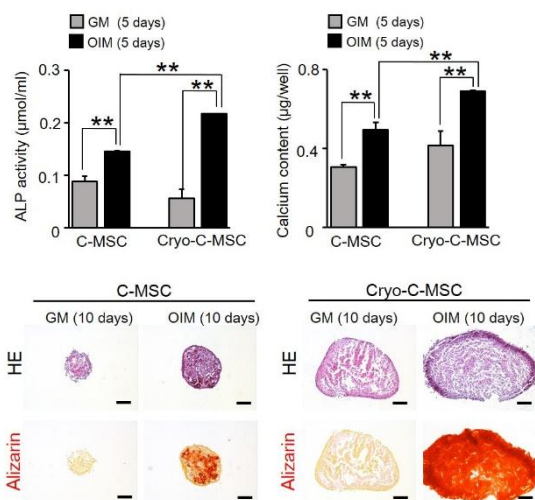 GM (5 days)
OIM (5 days)
ALP activity (μmol/ml)
0.3
0.2
0.1
0
**
**
**
C-MSC
Cryo-C-MSC
GM (5 days)
OIM (5 days)
Calcium content (μg/well)
0.8
0.4
0
**
**
**
C-MSC
Cryo-C-MSC
C-MSC
GM (10 days) OIM (10 days)
HE
Alizarin
Cryo-C-MSC
GM (10 days) OIM (10 days)
HE
Alizarin